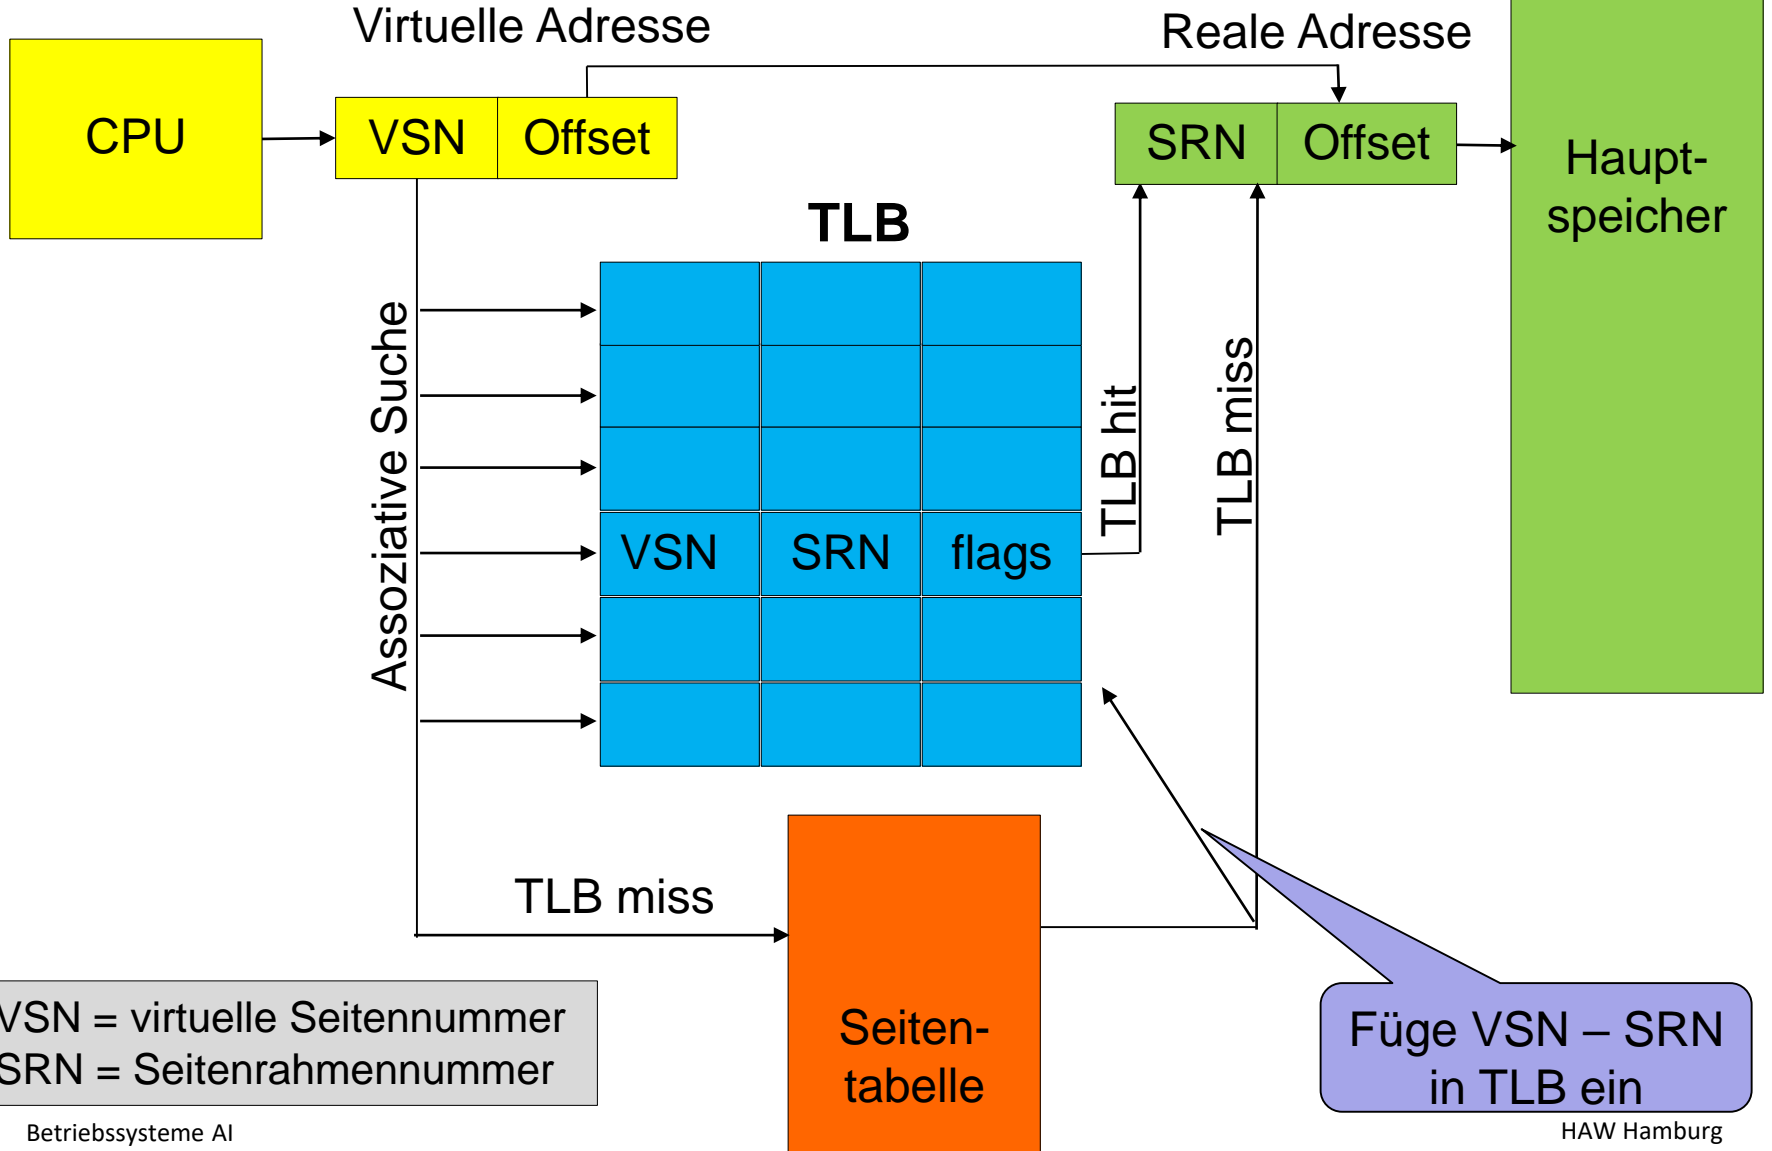 Virtuelle Adresse
Reale Adresse
CPU
VSN
Offset
SRN
Offset
Haupt-
speicher
TLB
Assoziative Suche
VSN
SRN
flags
TLB hit
TLB miss
TLB miss
Seiten-
tabelle
VSN = virtuelle Seitennummer
SRN = Seitenrahmennummer
Füge VSN – SRN
in TLB ein
Betriebssysteme AI
HAW Hamburg